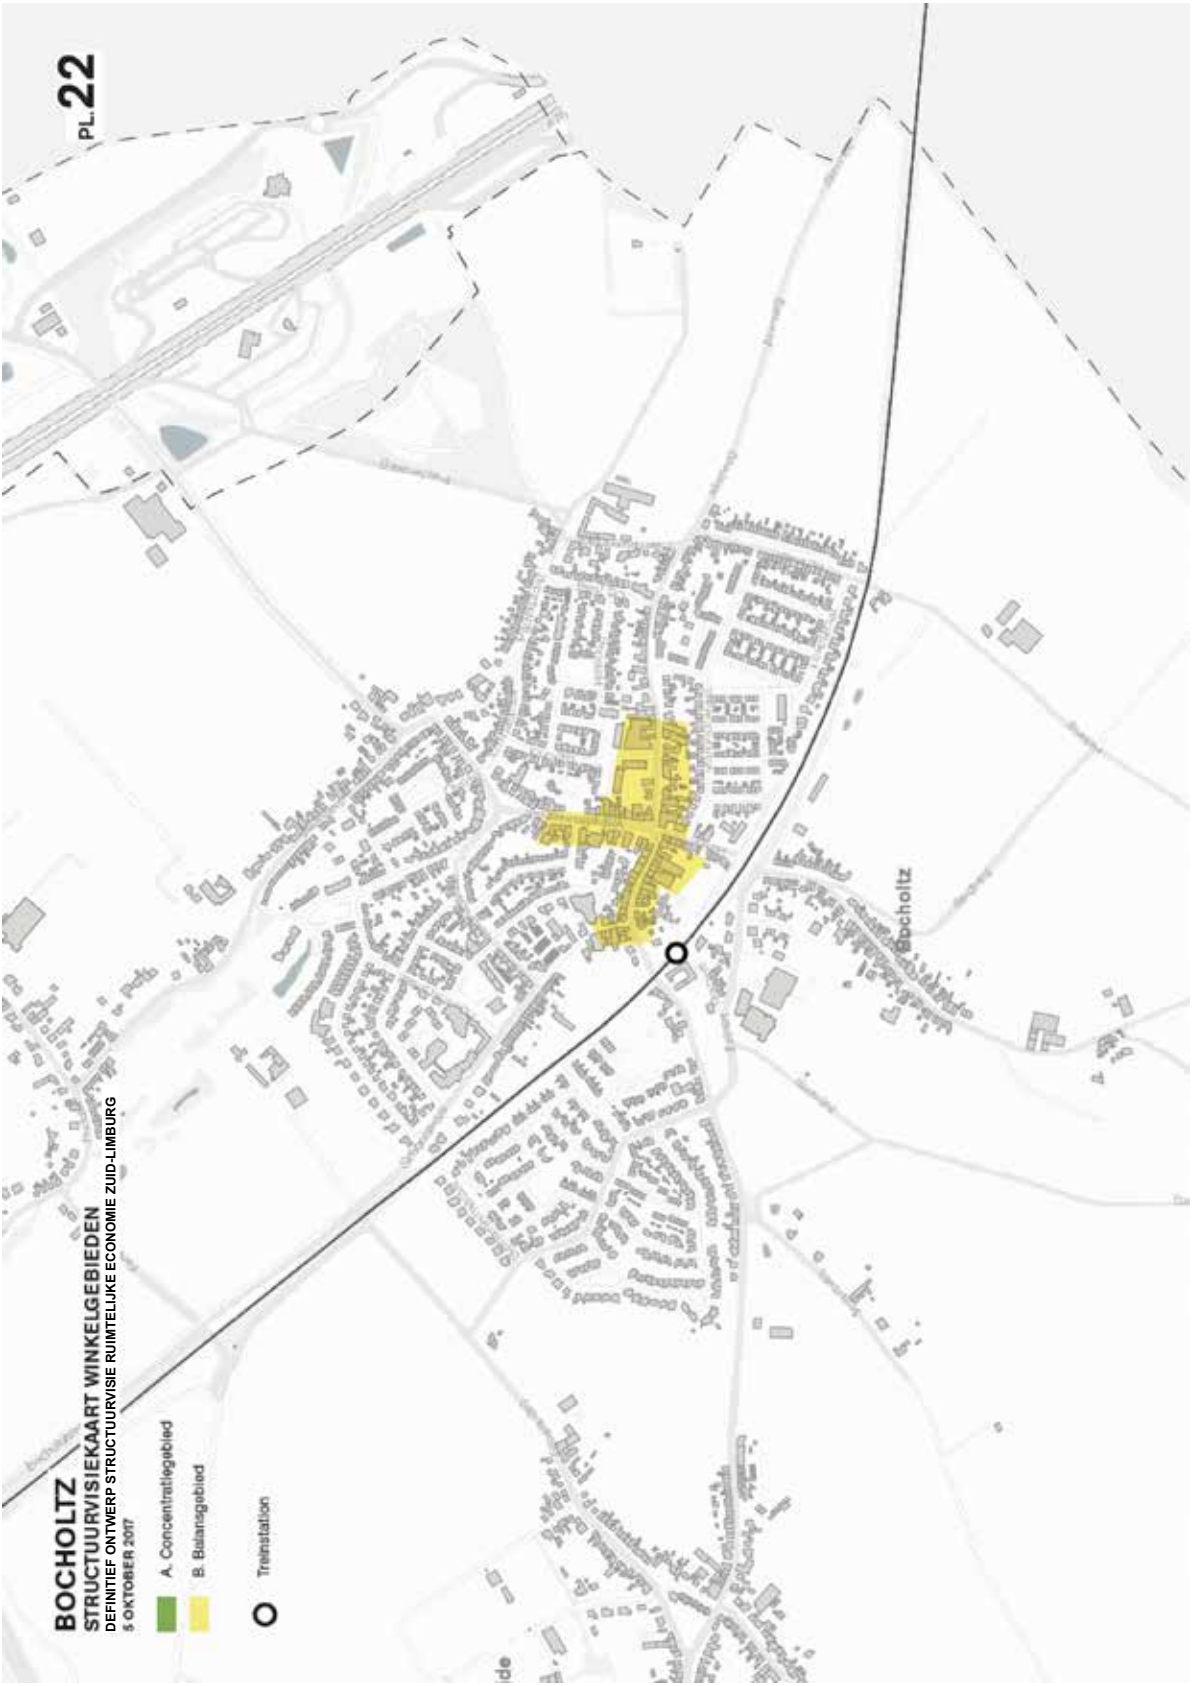 BOCHOLTZ
STRUCTUURVISIEKAART WINKELGEBIEDEN
DEFINITIEF ONTWERP STRUCTUURVISIE RUIMTELIJKE ECONOMIE ZUID-LIMBURG
5 OKTOBER 2017
A. Concentratiegebied
B. Balansgebied
Treinstation
PL.22
Bocholtz
ide